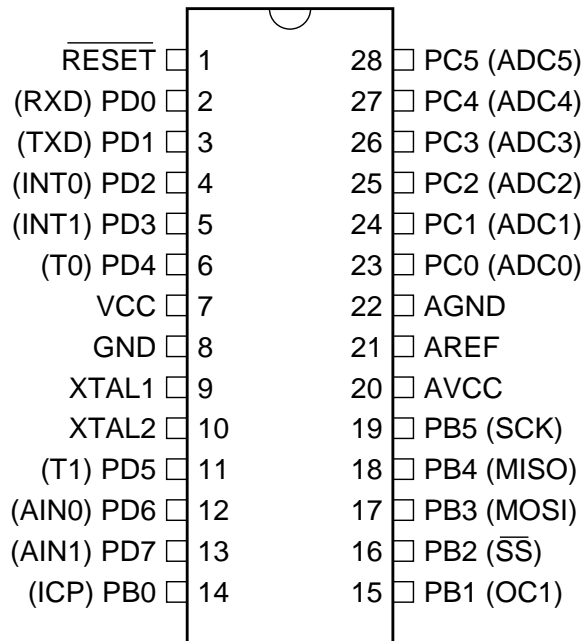 RESET 1 28 PC5 (ADC5)
(RXD) PD0 2 27 PC4 (ADC4)
(TXD) PD1 3 26 PC3 (ADC3)
(INT0) PD2 4 25 PC2 (ADC2)
(INT1) PD3 5 24 PC1 (ADC1)
(T0) PD4 6 23 PC0 (ADC0)
VCC 7 22 AGND
GND 8 21 AREF
XTAL1 9 20 AVCC
XTAL2 10 19 PB5 (SCK)
(T1) PD5 11 18 PB4 (MISO)
(AIN0) PD6 12 17 PB3 (MOSI)
(AIN1) PD7 13 16 PB2 (SS)
(ICP) PB0 14 15 PB1 (OC1)